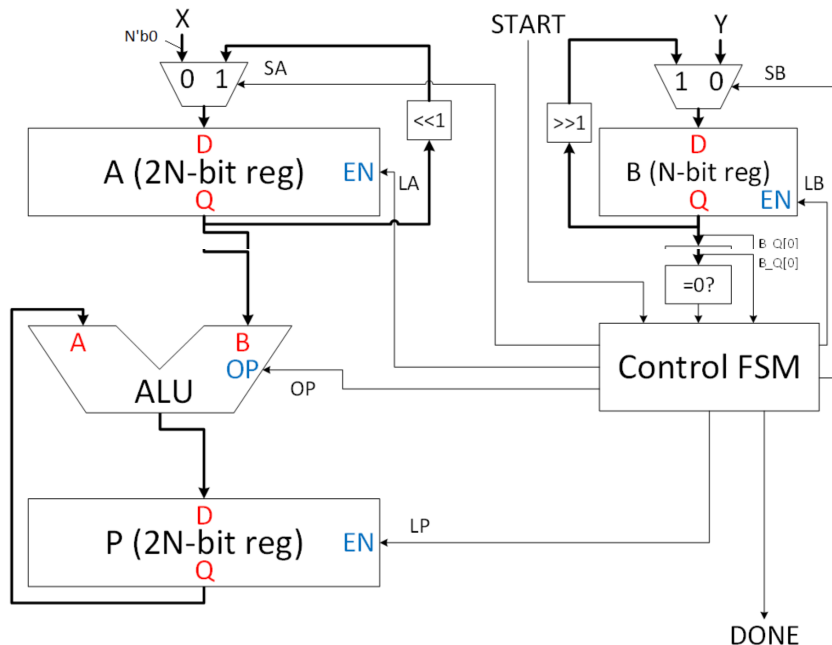 X
START
Y
N'b0
0 1
SA
1 0
SB
<<1
>>1
D
A (2N-bit reg)
EN
Q
LA
D
B (N-bit reg)
EN
Q
LB
B_Q[0]
B_Q[0]
=0?
A
B
OP
ALU
OP
Control FSM
D
P (2N-bit reg)
EN
Q
LP
DONE